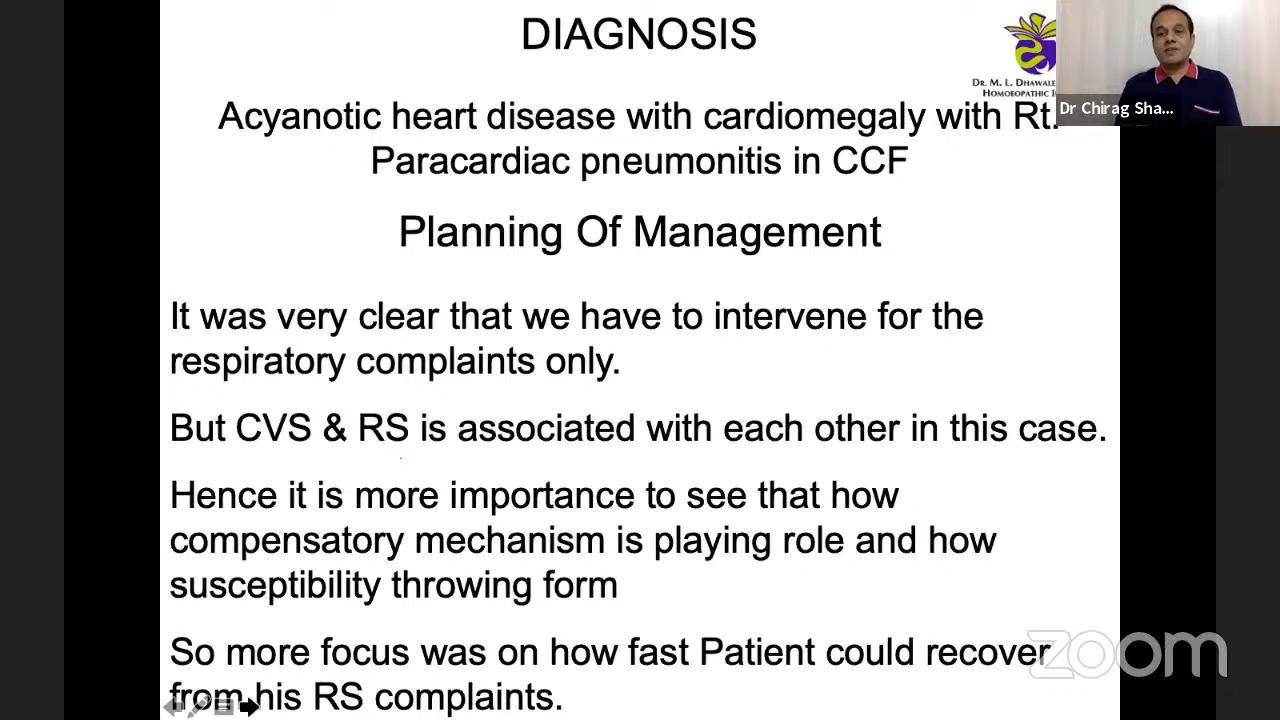 DIAGNOSIS
DR. M. L. DHAWALE
HOMOEOPATHIC
Dr Chirag Sha...
Acyanotic heart disease with cardiomegaly with Rt.
Paracardiac pneumonitis in CCF
Planning Of Management
It was very clear that we have to intervene for the
respiratory complaints only.
But CVS & RS is associated with each other in this case.
Hence it is more importance to see that how
compensatory mechanism is playing role and how
susceptibility throwing form
So more focus was on how fast Patient could recover
from his RS complaints.
zoom